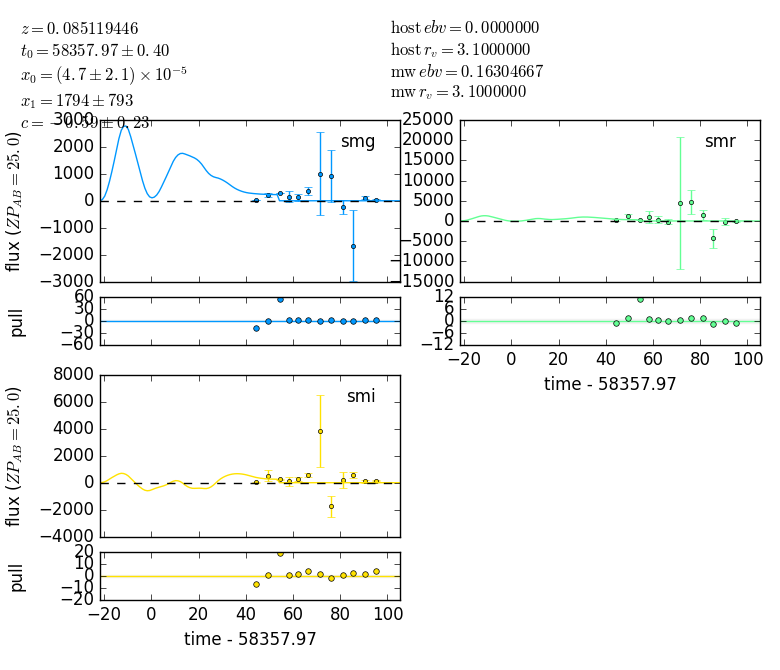 z = 0.085119446
t0 = 58357.97 ± 0.40
x0 = (4.7 ± 2.1) × 10^-5
x1 = 1794 ± 793
c = −0.59 ± 0.23
host ebv = 0.0000000
host r_v = 3.1000000
mw ebv = 0.16304667
mw r_v = 3.1000000
smg
3000
2000
1000
0
−1000
−2000
−3000
flux (ZP_AB = 25.0)
60
30
0
−30
−60
pull
smr
25000
20000
15000
10000
5000
0
−5000
−10000
−15000
12
6
0
−6
−12
−20 0 20 40 60 80 100
time - 58357.97
smi
8000
6000
4000
2000
0
−2000
−4000
flux (ZP_AB = 25.0)
20
10
0
−10
−20
pull
−20 0 20 40 60 80 100
time - 58357.97